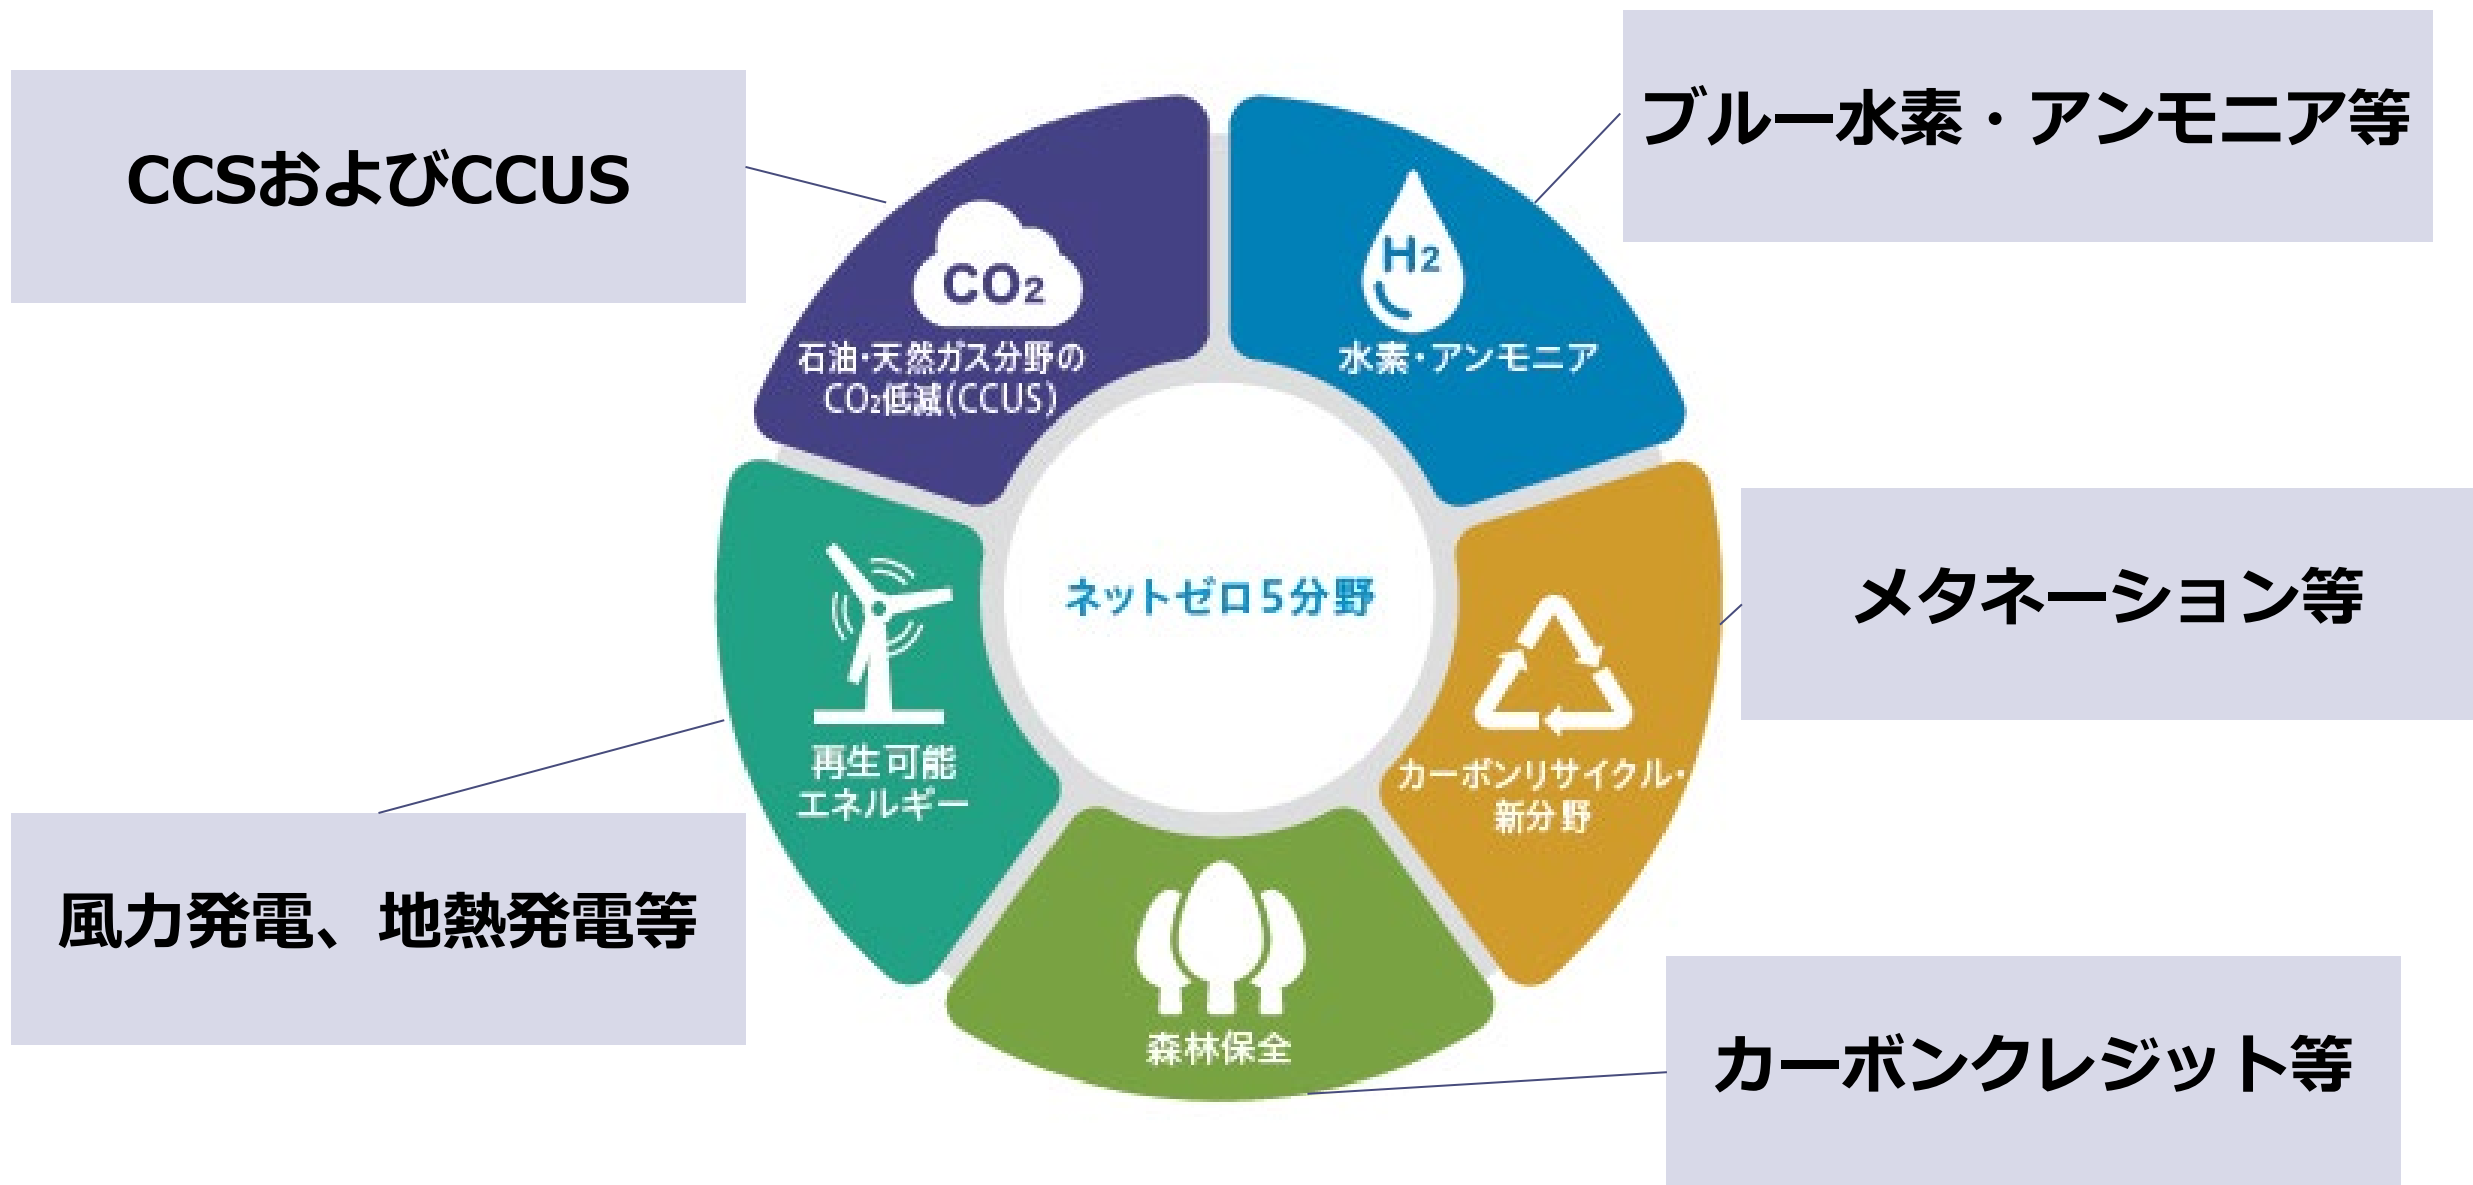 CCSおよびCCUS
ブルー水素・アンモニア等
CO₂
石油・天然ガス分野の
CO₂低減(CCUS)
H₂
水素・アンモニア
ネットゼロ5分野
メタネーション等
カーボンリサイクル・
新分野
再生可能
エネルギー
風力発電、地熱発電等
森林保全
カーボンクレジット等